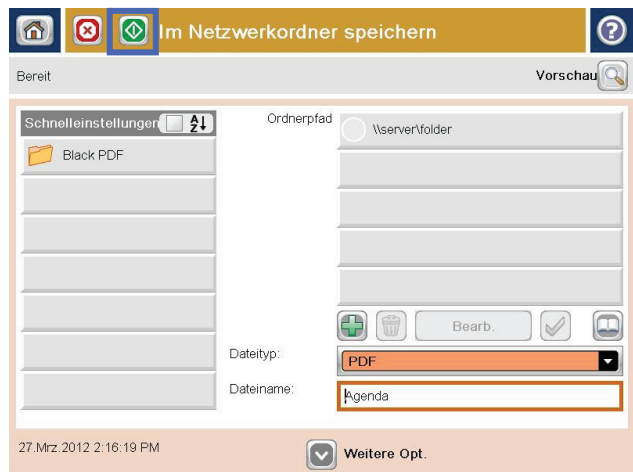 Im Netzwerkordner speichern
?
Bereit
Vorschau
Schnelleinstellungen
AZ
Ordnerpfad
\\server\folder
Black PDF
Bearb.
Dateityp:
PDF
Dateiname:
Agenda
27.Mrz.2012 2:16:19 PM
Weitere Opt.